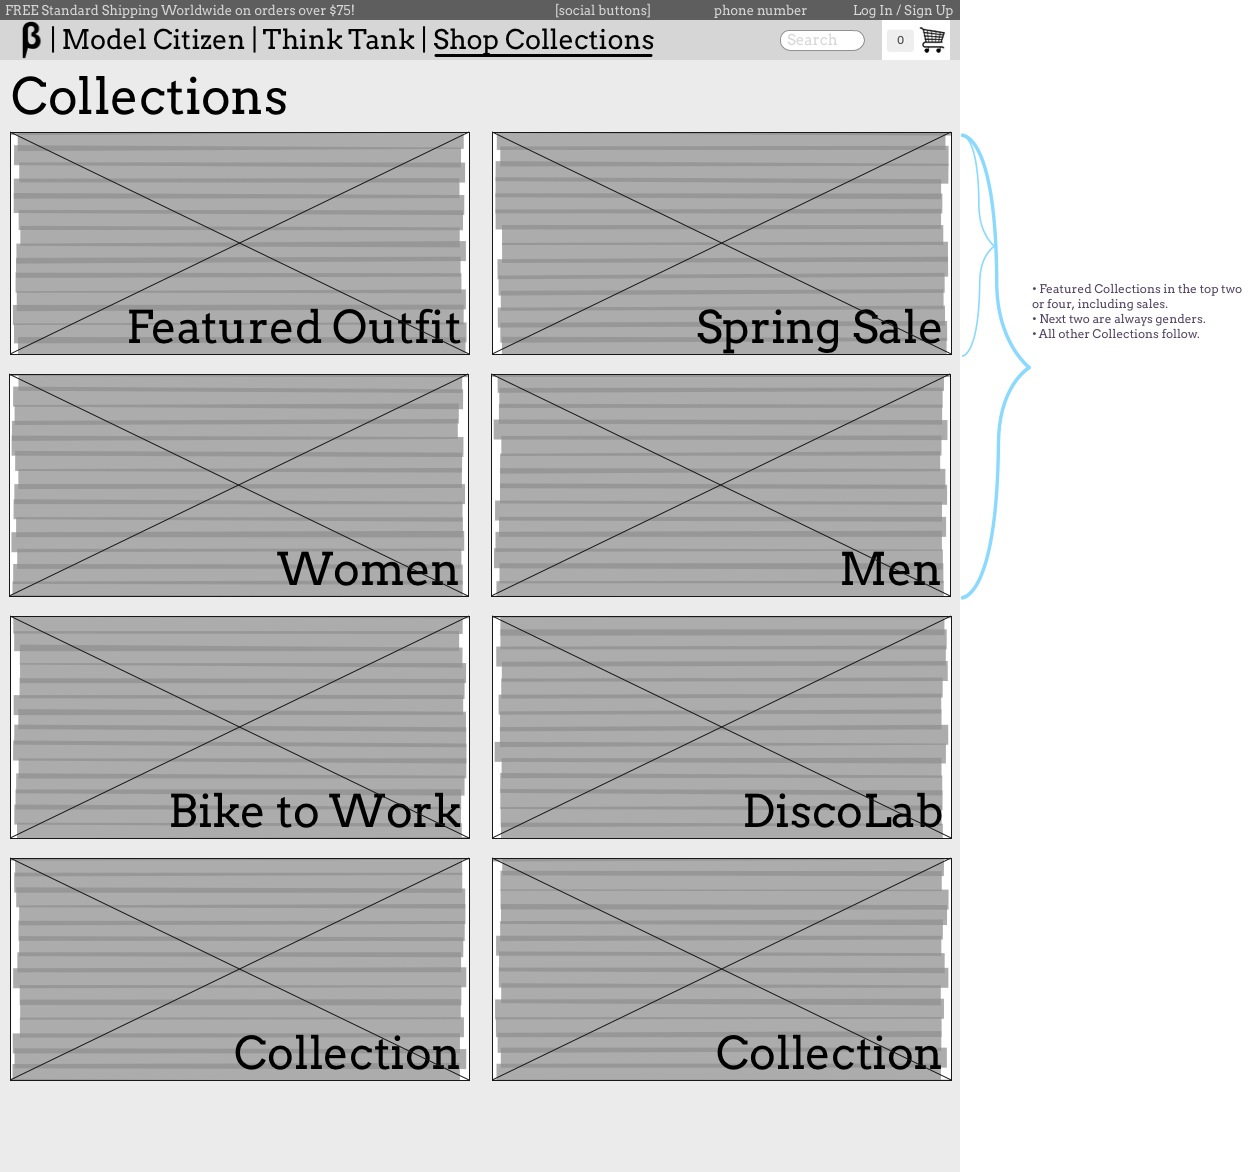 FREE Standard Shipping Worldwide on orders over $75! [social buttons] phone number Log In / Sign Up
β | Model Citizen | Think Tank | Shop Collections Search 0
Collections
Featured Outfit
Spring Sale
Women
Men
Bike to Work
DiscoLab
Collection
Collection
• Featured Collections in the top two
or four, including sales.
• Next two are always genders.
• All other Collections follow.